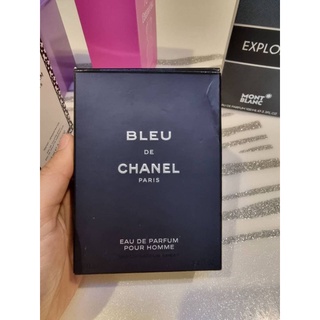 BLEU
DE
CHANEL
PARIS
EAU DE PARFUM
POUR HOMME
EXPLO
MONT
BLANC